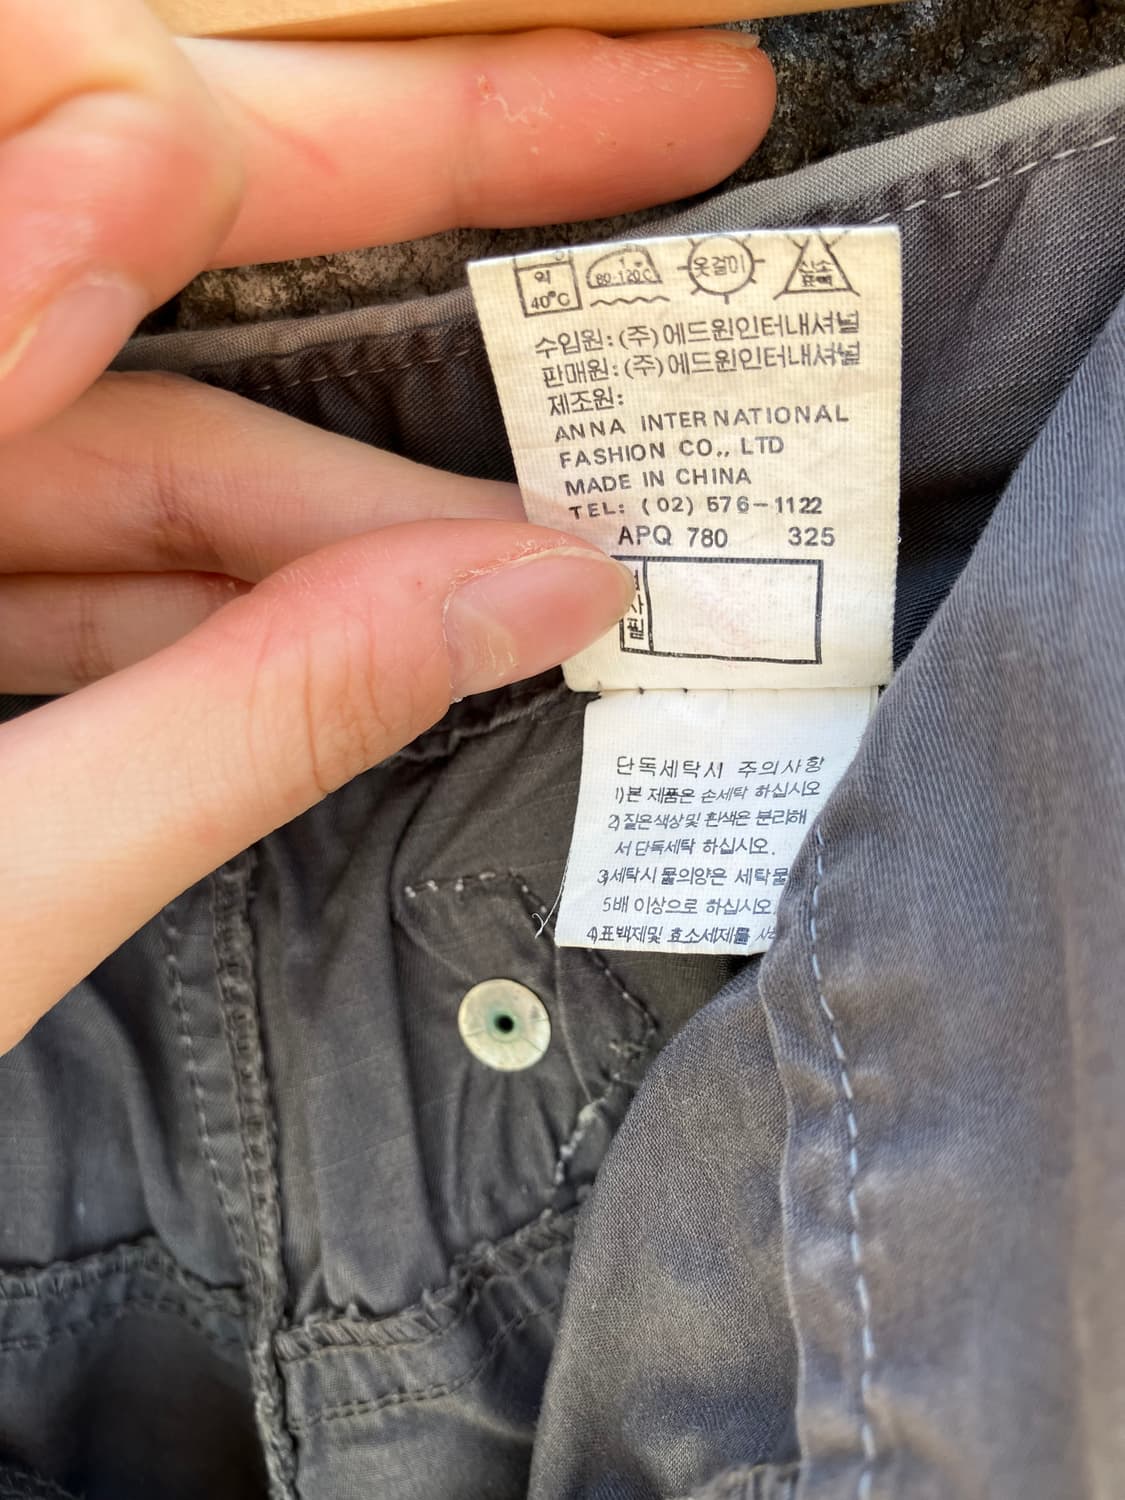 약
40°C
80-120°C
옷걸이
산소
표백
수입원: (주)에드윈인터내셔널
판매원: (주)에드윈인터내셔널
제조원:
ANNA INTERNATIONAL
FASHION CO., LTD
MADE IN CHINA
TEL: (02) 576-1122
APQ 780 325
단독세탁시 주의사항
1)본 제품은 손세탁 하십시오
2)짙은색상및 흰색은 분리해
서 단독세탁 하십시오.
3)세탁시 물의양은 세탁물
5배 이상으로 하십시오.
4)표백제및 효소세제를